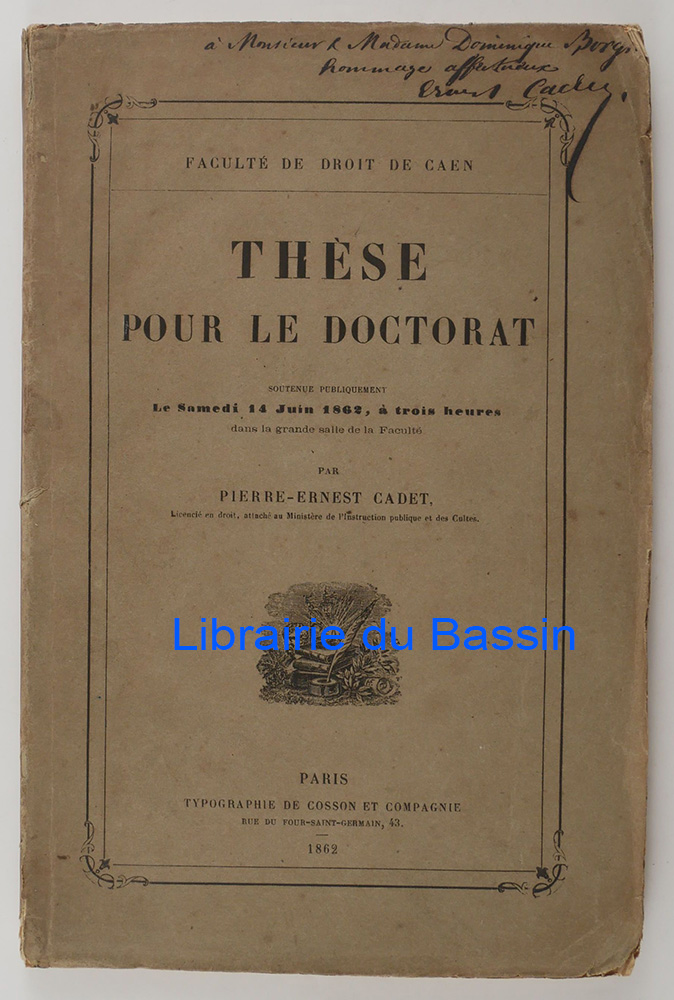 à Monsieur & Madame Dominique
hommage affectueux
Ernest Cadet.
FACULTÉ DE DROIT DE CAEN
THÈSE
POUR LE DOCTORAT
SOUTENUE PUBLIQUEMENT
Le Samedi 14 Juin 1862, à trois heures
dans la grande salle de la Faculté
PAR
PIERRE-ERNEST CADET,
Licencié en droit, attaché au Ministère de l'Instruction publique et des Cultes.
Librairie du Bassin
PARIS
TYPOGRAPHIE DE COSSON ET COMPAGNIE
RUE DU FOUR-SAINT-GERMAIN, 43.
1862